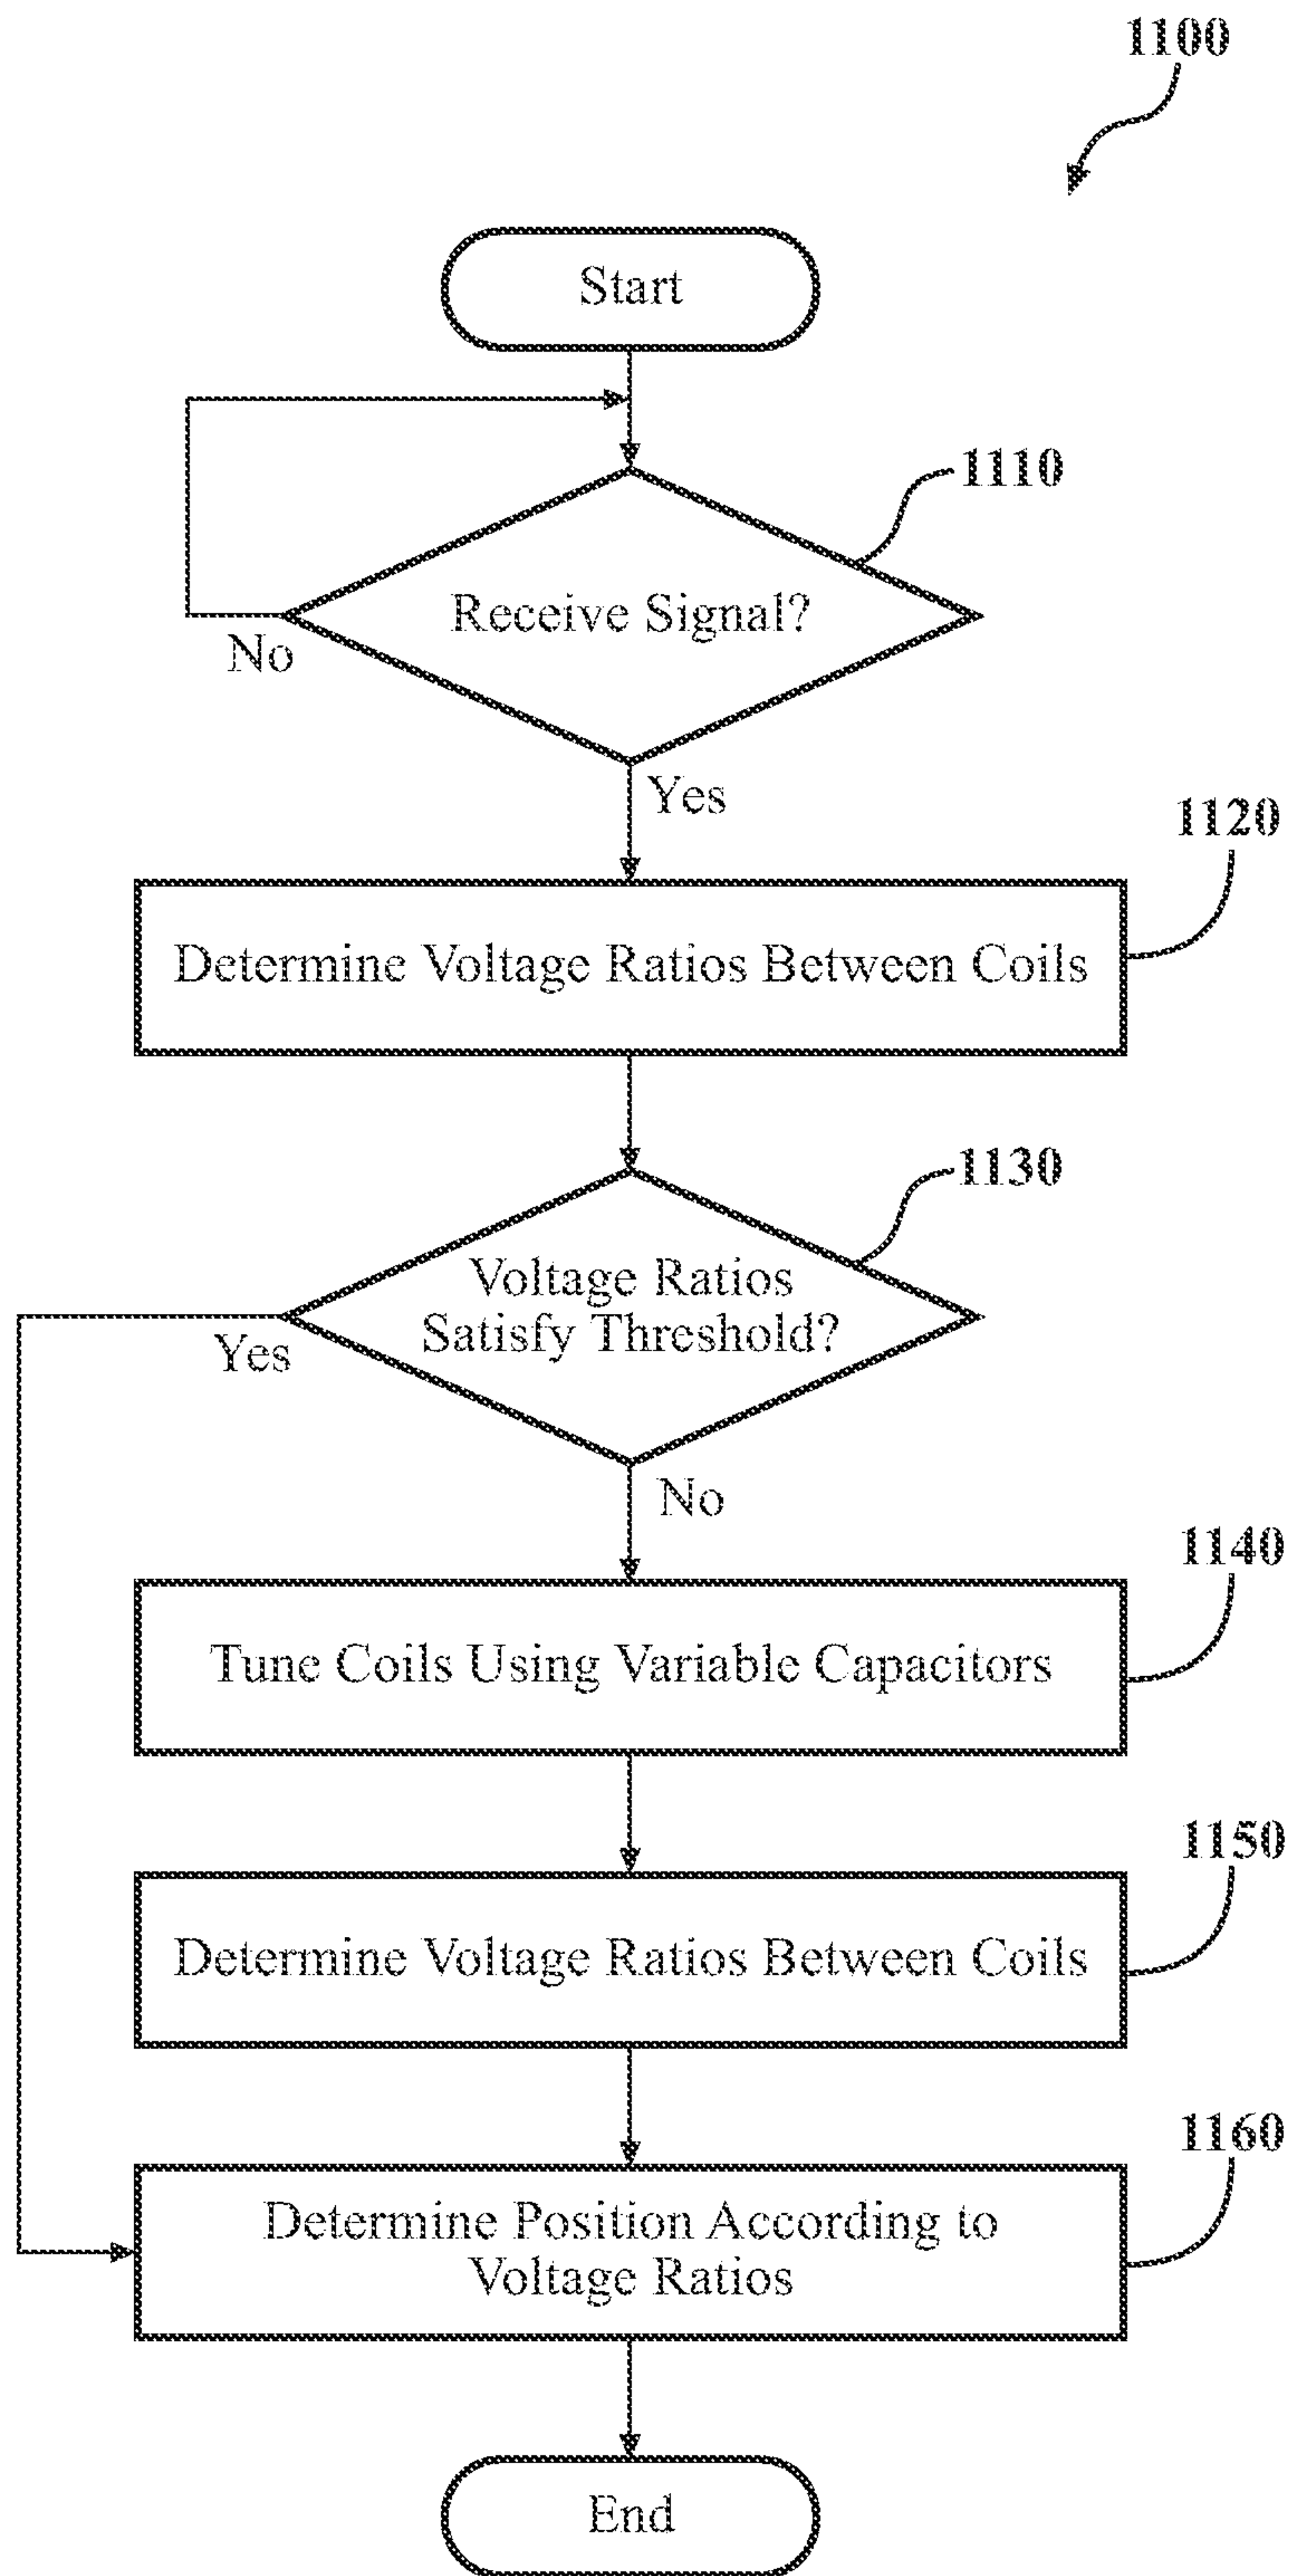 1100
Start
1110
Receive Signal?
No
Yes
1120
Determine Voltage Ratios Between Coils
1130
Voltage Ratios
Satisfy Threshold?
Yes
No
1140
Tune Coils Using Variable Capacitors
1150
Determine Voltage Ratios Between Coils
1160
Determine Position According to
Voltage Ratios
End